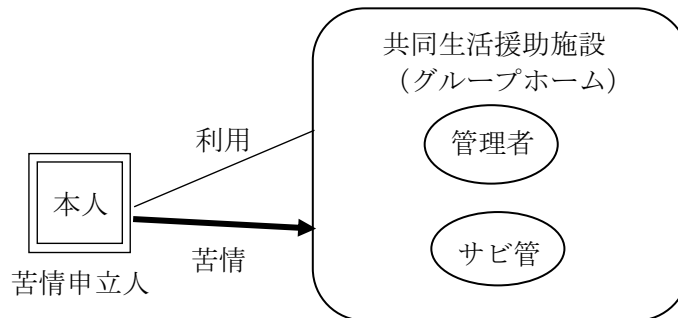 共同生活援助施設
（グループホーム）
管理者
利用
本人
サビ管
苦情
苦情申立人